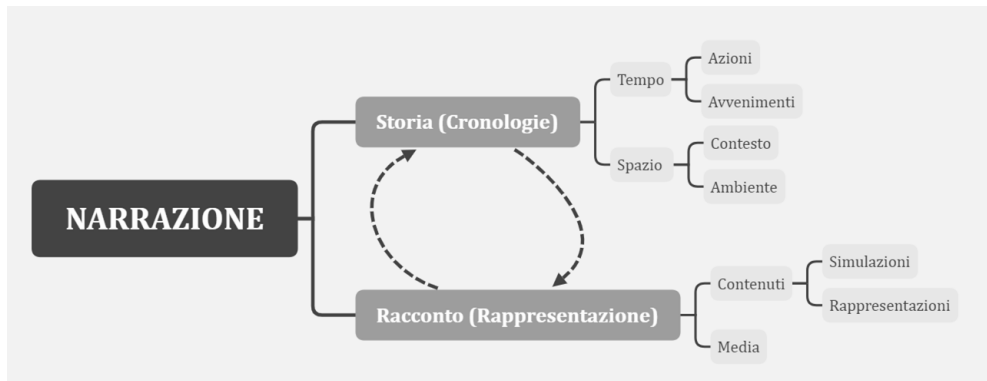 NARRAZIONE
Storia (Cronologie)
Tempo
Azioni
Avvenimenti
Spazio
Contesto
Ambiente
Racconto (Rappresentazione)
Contenuti
Simulazioni
Rappresentazioni
Media